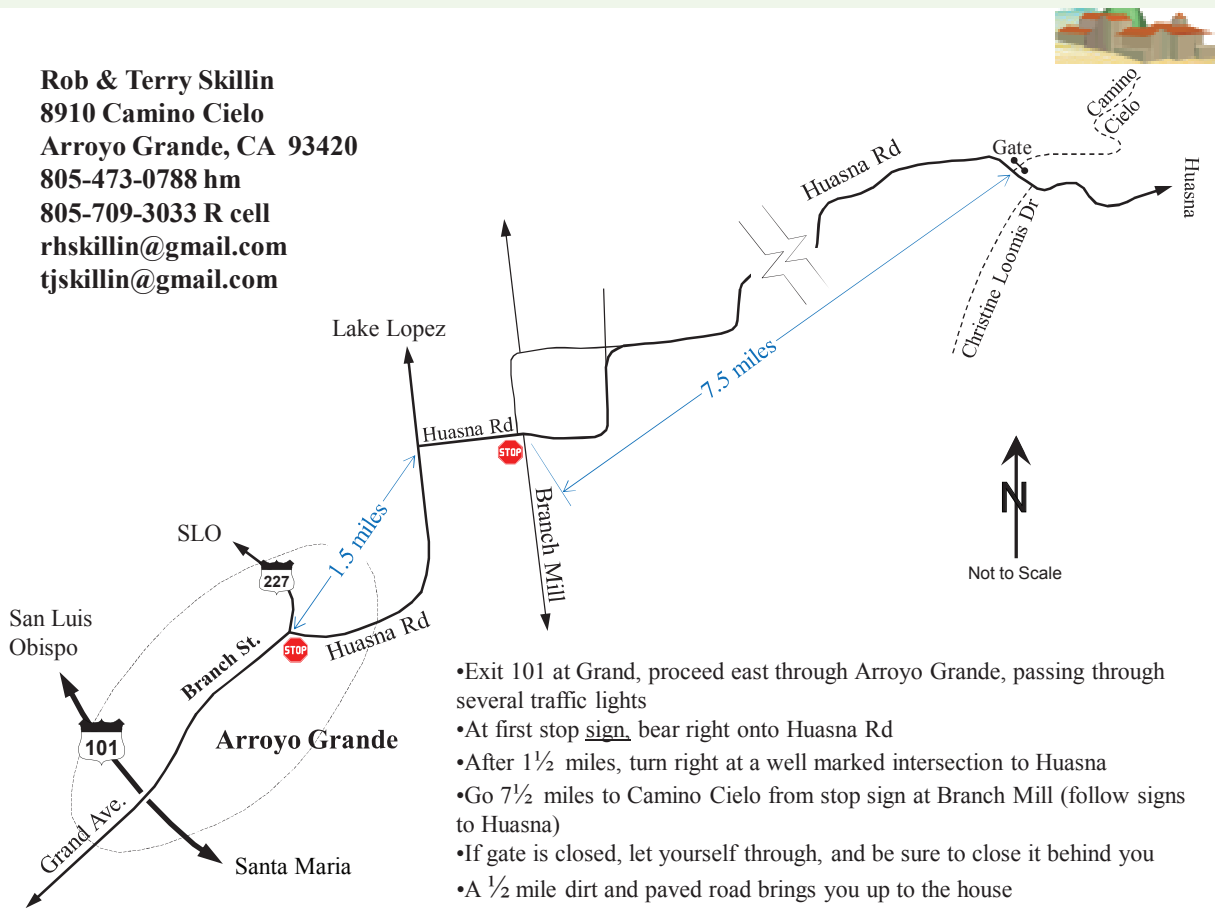 Rob & Terry Skillin
8910 Camino Cielo
Arroyo Grande, CA  93420
805-473-0788 hm
805-709-3033 R cell
rhskillin@gmail.com
tjskillin@gmail.com
Camino
Cielo
Gate
Huasna Rd
Huasna
Christine Loomis Dr
Lake Lopez
7.5 miles
Huasna Rd
STOP
Branch Mill
N
Not to Scale
1.5 miles
SLO
227
San Luis
Obispo
STOP
Huasna Rd
Branch St.
101
Arroyo Grande
Grand Ave.
Santa Maria
•Exit 101 at Grand, proceed east through Arroyo Grande, passing through
several traffic lights
•At first stop sign, bear right onto Huasna Rd
•After 1½ miles, turn right at a well marked intersection to Huasna
•Go 7½ miles to Camino Cielo from stop sign at Branch Mill (follow signs
to Huasna)
•If gate is closed, let yourself through, and be sure to close it behind you
•A ½ mile dirt and paved road brings you up to the house